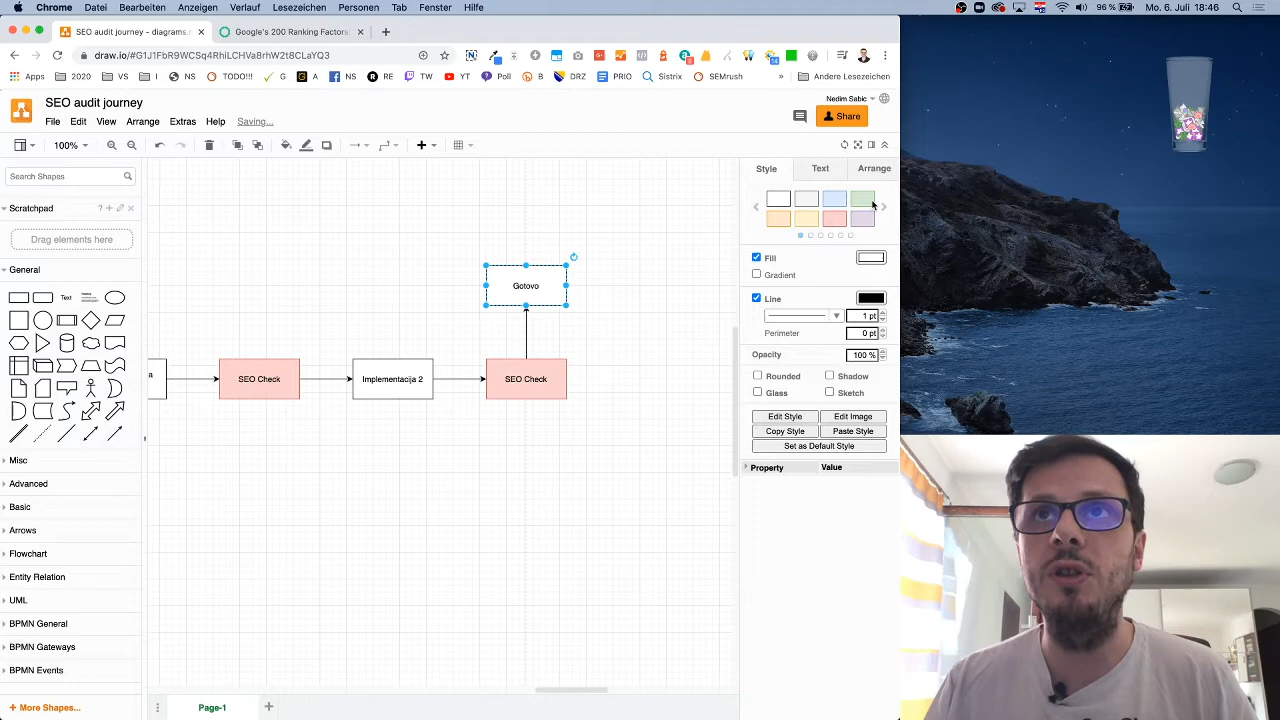 Chrome Datei Bearbeiten Anzeigen Verlauf Lesezeichen Personen Tab Fenster Hilfe 96 % Mo. 6. Juli 18:46
SEO audit journey - diagrams.n
Google's 200 Ranking Factors:
draw.io/#G1J1FbR9WCS4RhiLCHVa8rhW2t8CLaYQ3
Apps 2020 VS NS TODO!!! G A NS RE TW YT Poll B DRZ PRIO Sistrix SEMrush » Andere Lesezeichen
SEO audit journey
Nedim Sabic
File Edit View Arrange Extras Help Saving...
Share
100%
Search Shapes
Style Text Arrange
Scratchpad
Drag elements here
General
Text
Fill
Gradient
Line
1 pt
Perimeter 0 pt
Opacity 100 %
Rounded Shadow
Glass Sketch
Edit Style Edit Image
Copy Style Paste Style
Set as Default Style
Property Value
Gotovo
a
SEO Check
Implementacija 2
SEO Check
Misc
Advanced
Basic
Arrows
Flowchart
Entity Relation
UML
BPMN General
BPMN Gateways
BPMN Events
+ More Shapes...
Page-1